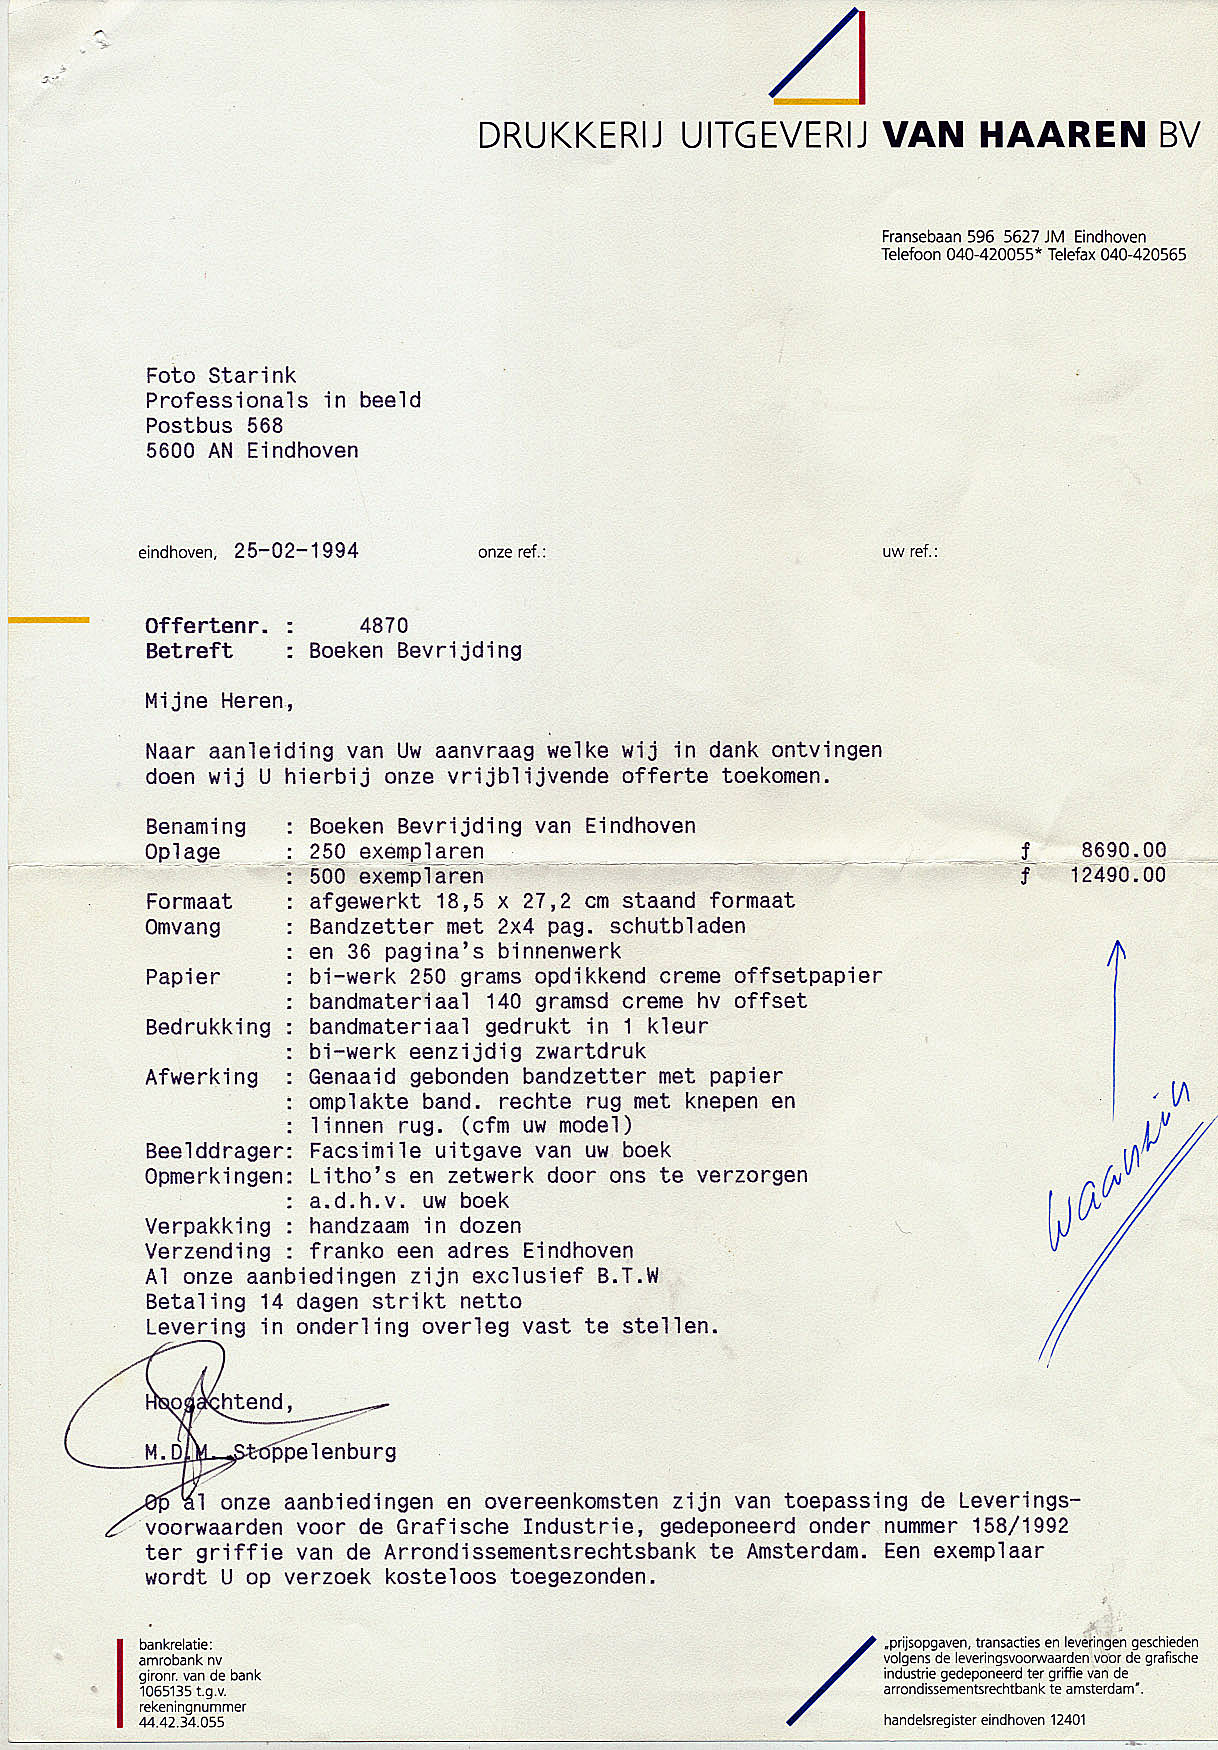 DRUKKERIJ UITGEVERIJ VAN HAAREN BV
Fransebaan 596 5627 JM Eindhoven
Telefoon 040-420055* Telefax 040-420565
Foto Starink
Professionals in beeld
Postbus 568
5600 AN Eindhoven
eindhoven, 25-02-1994 onze ref.: uw ref.:
Offertenr. : 4870
Betreft : Boeken Bevrijding
Mijne Heren,
Naar aanleiding van Uw aanvraag welke wij in dank ontvingen
doen wij U hierbij onze vrijblijvende offerte toekomen.
Benaming : Boeken Bevrijding van Eindhoven
Oplage : 250 exemplaren f 8690.00
: 500 exemplaren f 12490.00
Formaat : afgewerkt 18,5 x 27,2 cm staand formaat
Omvang : Bandzetter met 2x4 pag. schutbladen
: en 36 pagina's binnenwerk
Papier : bi-werk 250 grams opdikkend creme offsetpapier
: bandmateriaal 140 gramsd creme hv offset
Bedrukking : bandmateriaal gedrukt in 1 kleur
: bi-werk eenzijdig zwartdruk
Afwerking : Genaaid gebonden bandzetter met papier
: omplakte band. rechte rug met knepen en
: linnen rug. (cfm uw model)
Beelddrager: Facsimile uitgave van uw boek
Opmerkingen: Litho's en zetwerk door ons te verzorgen
: a.d.h.v. uw boek
Verpakking : handzaam in dozen
Verzending : franko een adres Eindhoven
Al onze aanbiedingen zijn exclusief B.T.W
Betaling 14 dagen strikt netto
Levering in onderling overleg vast te stellen.
Hoogachtend,
M.D.M. Stoppelenburg
Op al onze aanbiedingen en overeenkomsten zijn van toepassing de Leverings-
voorwaarden voor de Grafische Industrie, gedeponeerd onder nummer 158/1992
ter griffie van de Arrondissementsrechtsbank te Amsterdam. Een exemplaar
wordt U op verzoek kosteloos toegezonden.
bankrelatie:
amrobank nv
gironr. van de bank
1065135 t.g.v.
rekeningnummer
44.42.34.055
„prijsopgaven, transacties en leveringen geschieden
volgens de leveringsvoorwaarden voor de grafische
industrie gedeponeerd ter griffie van de
arrondissementsrechtbank te amsterdam".
handelsregister eindhoven 12401